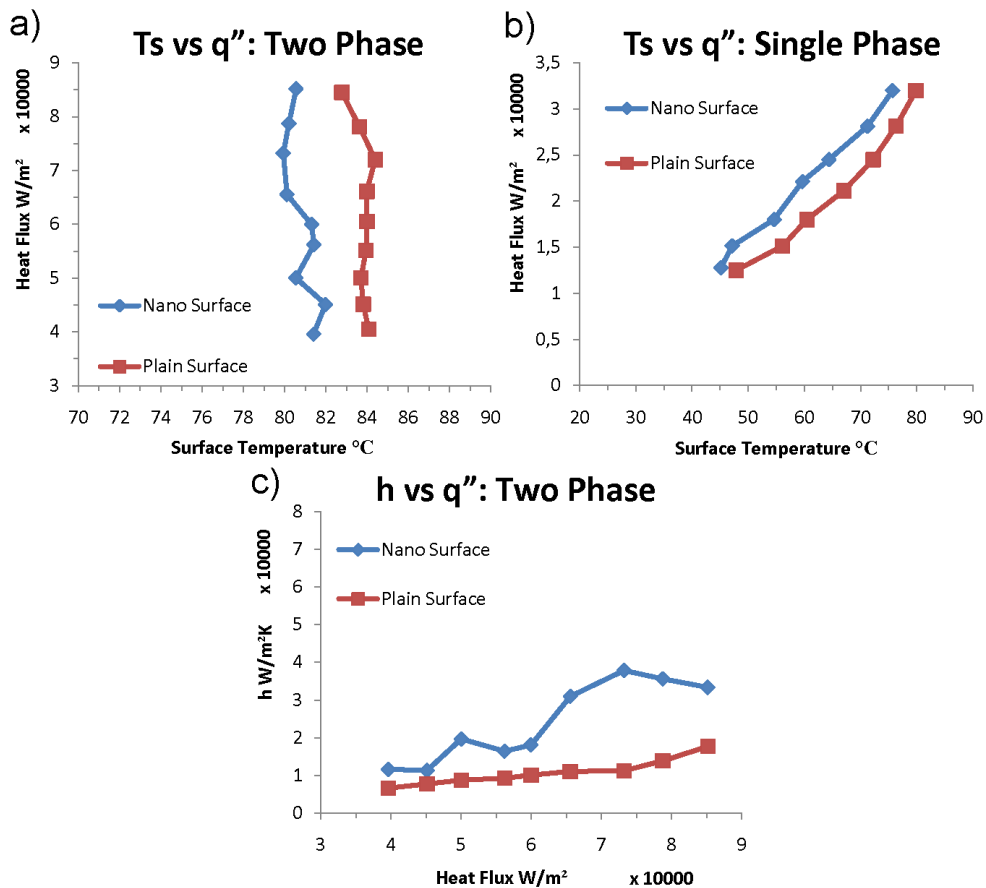 a)
Ts vs q”: Two Phase
9
8
7
6
5
4
3
Heat Flux W/m² x 10000
Nano Surface
Plain Surface
70 72 74 76 78 80 82 84 86 88 90
Surface Temperature °C
b)
Ts vs q”: Single Phase
3,5
3
2,5
2
1,5
1
0,5
0
Heat Flux W/m² x 10000
Nano Surface
Plain Surface
20 30 40 50 60 70 80 90
Surface Temperature °C
c)
h vs q”: Two Phase
8
7
6
5
4
3
2
1
0
h W/m²K x 10000
Nano Surface
Plain Surface
3 4 5 6 7 8 9
Heat Flux W/m² x 10000